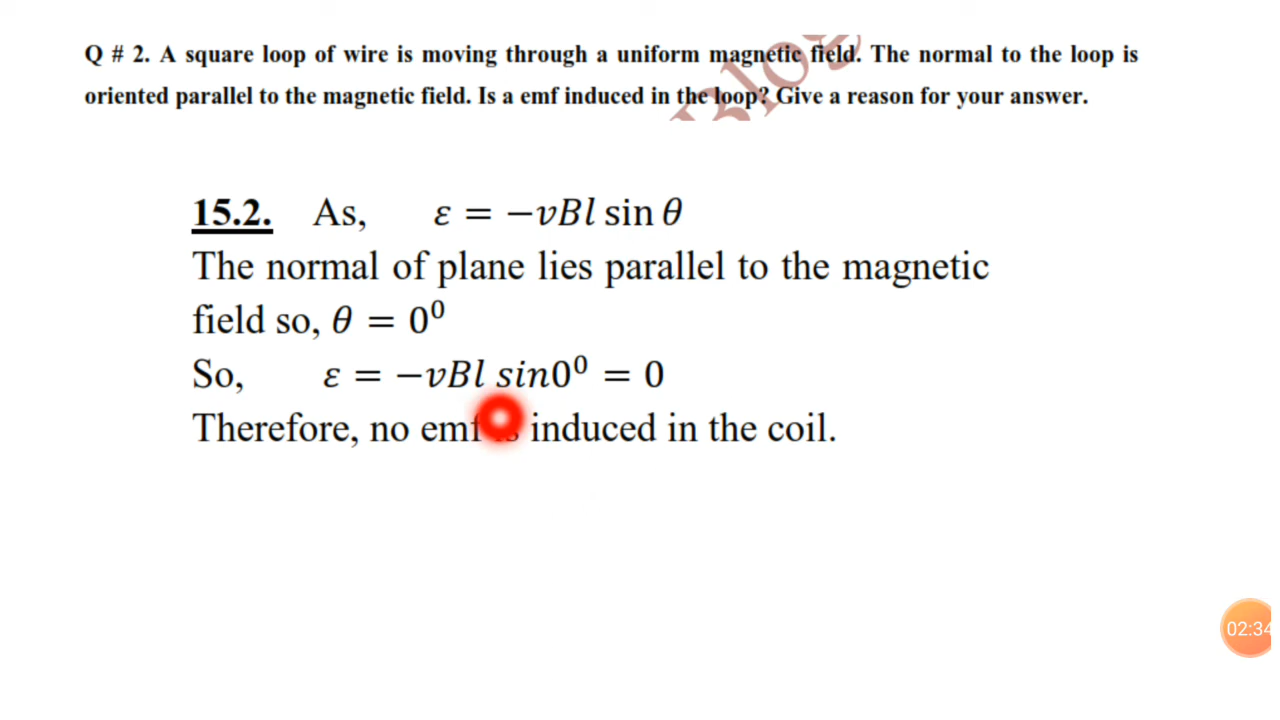 Q # 2. A square loop of wire is moving through a uniform magnetic field. The normal to the loop is
oriented parallel to the magnetic field. Is a emf induced in the loop? Give a reason for your answer.
Blog
15.2. As, ε = −vBl sin θ
The normal of plane lies parallel to the magnetic
field so, θ = 0⁰
So, ε = −vBl sin0⁰ = 0
Therefore, no emf is induced in the coil.
02:34